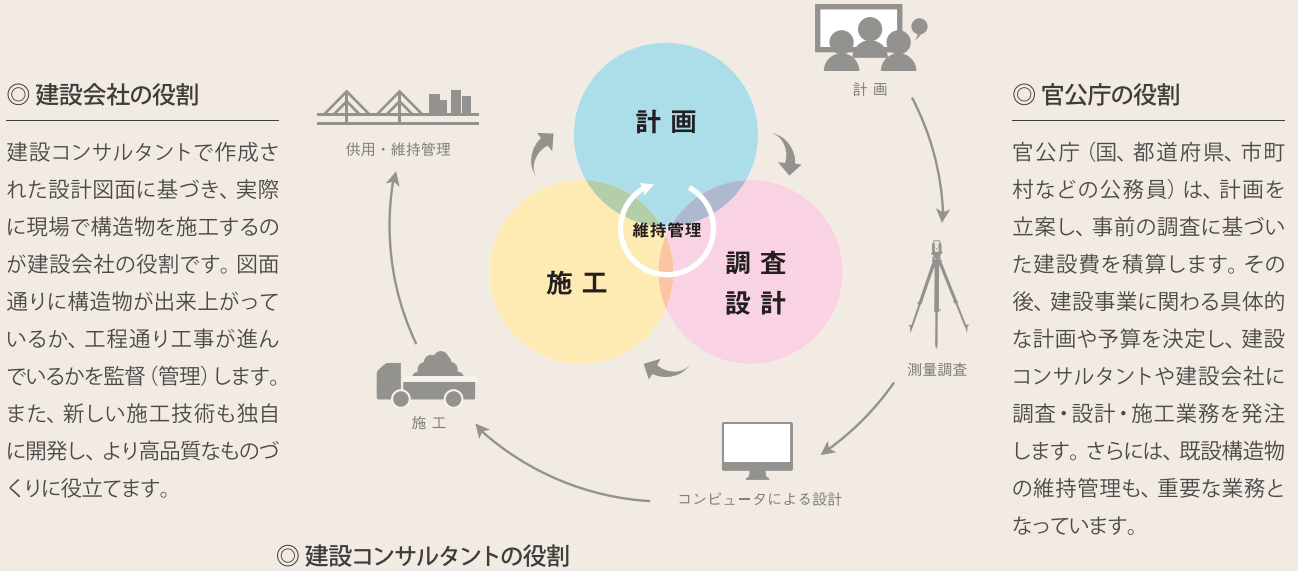 ◎ 建設会社の役割
建設コンサルタントで作成さ
れた設計図面に基づき、実際
に現場で構造物を施工するの
が建設会社の役割です。図面
通りに構造物が出来上がって
いるか、工程通り工事が進ん
でいるかを監督（管理）します。
また、新しい施工技術も独自
に開発し、より高品質なものづ
くりに役立てます。
供用・維持管理
計画
計画
維持管理
施工
調査
設計
測量調査
施工
コンピュータによる設計
◎ 官公庁の役割
官公庁（国、都道府県、市町
村などの公務員）は、計画を
立案し、事前の調査に基づい
た建設費を積算します。その
後、建設事業に関わる具体的
な計画や予算を決定し、建設
コンサルタントや建設会社に
調査・設計・施工業務を発注
します。さらには、既設構造物
の維持管理も、重要な業務と
なっています。
◎ 建設コンサルタントの役割